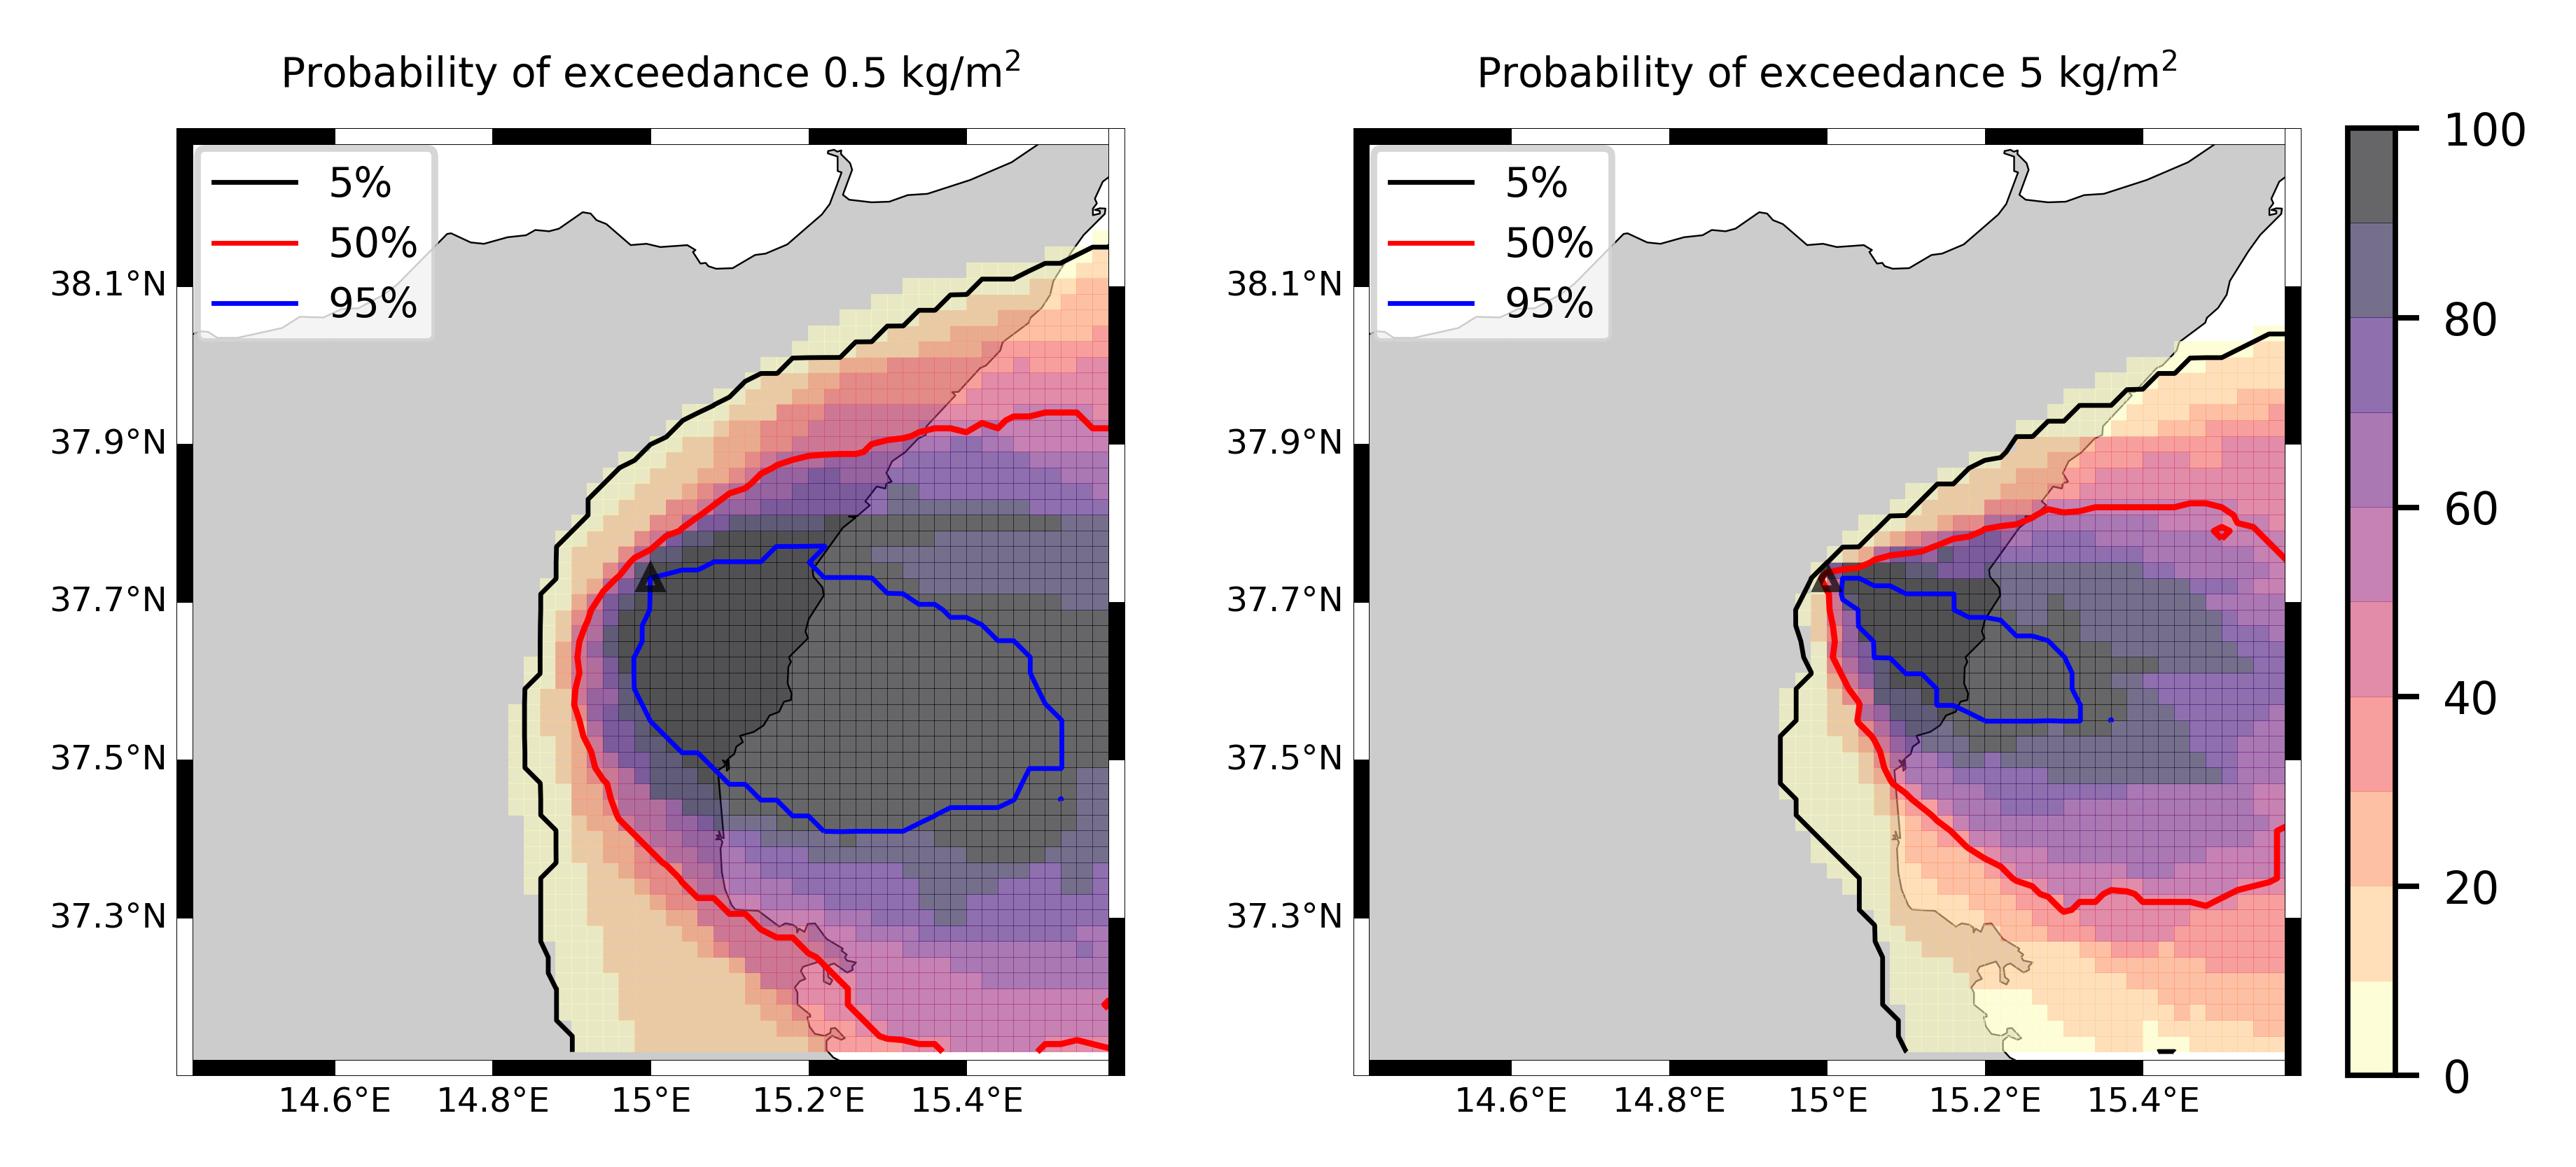 Probability of exceedance 0.5 kg/m²
5%
50%
95%
38.1°N
37.9°N
37.7°N
37.5°N
37.3°N
14.6°E 14.8°E 15°E 15.2°E 15.4°E
Probability of exceedance 5 kg/m²
5%
50%
95%
38.1°N
37.9°N
37.7°N
37.5°N
37.3°N
14.6°E 14.8°E 15°E 15.2°E 15.4°E
100
80
60
40
20
0